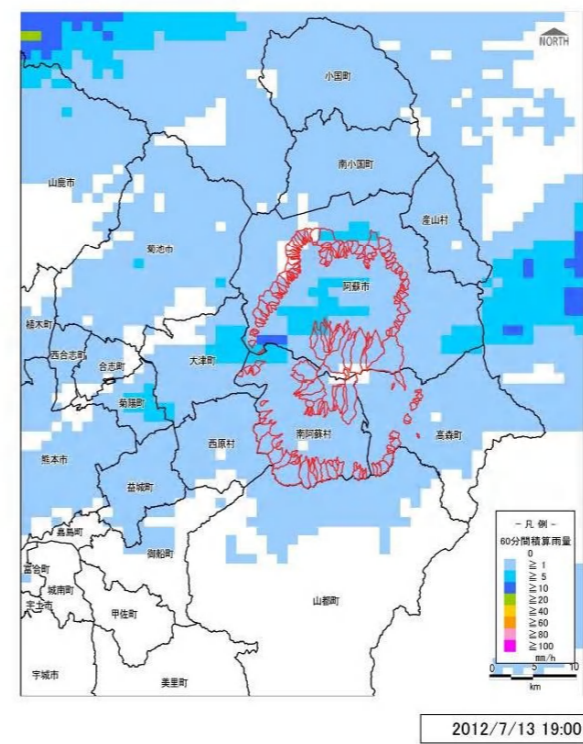 NORTH
小国町
南小国町
山鹿市
産山村
菊池市
阿蘇市
植木町
西合志町
合志町
大津町
菊陽町
熊本市
西原村
南阿蘇村
高森町
益城町
嘉島町
御船町
富合町
城南町
宇土市
甲佐町
山都町
宇城市
美里町
- 凡 例 -
60分間積算雨量
0
≧ 1
≧ 5
≧10
≧20
≧40
≧60
≧80
≧100
mm/h
0 5 10
km
2012/7/13 19:00